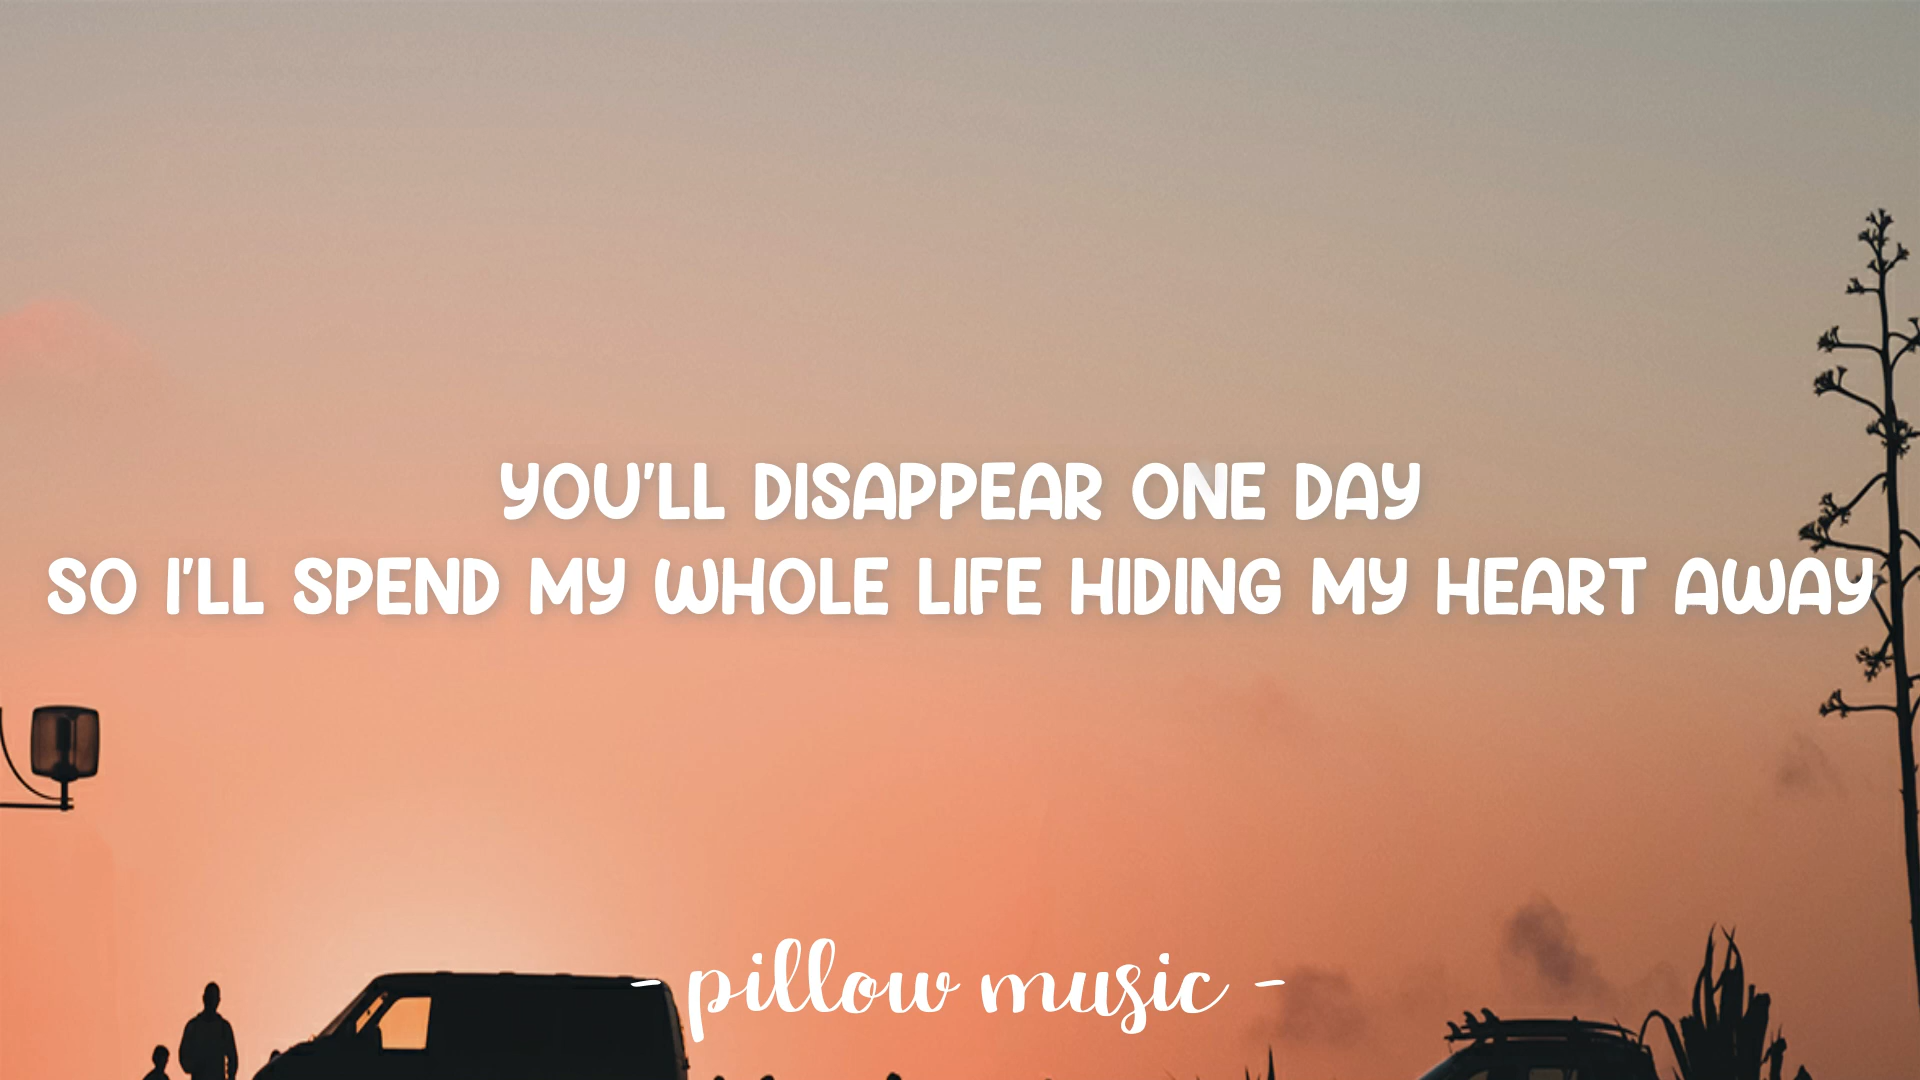 YOU'LL DISAPPEAR ONE DAY
SO I'LL SPEND MY WHOLE LIFE HIDING MY HEART AWAY
- pillow music -